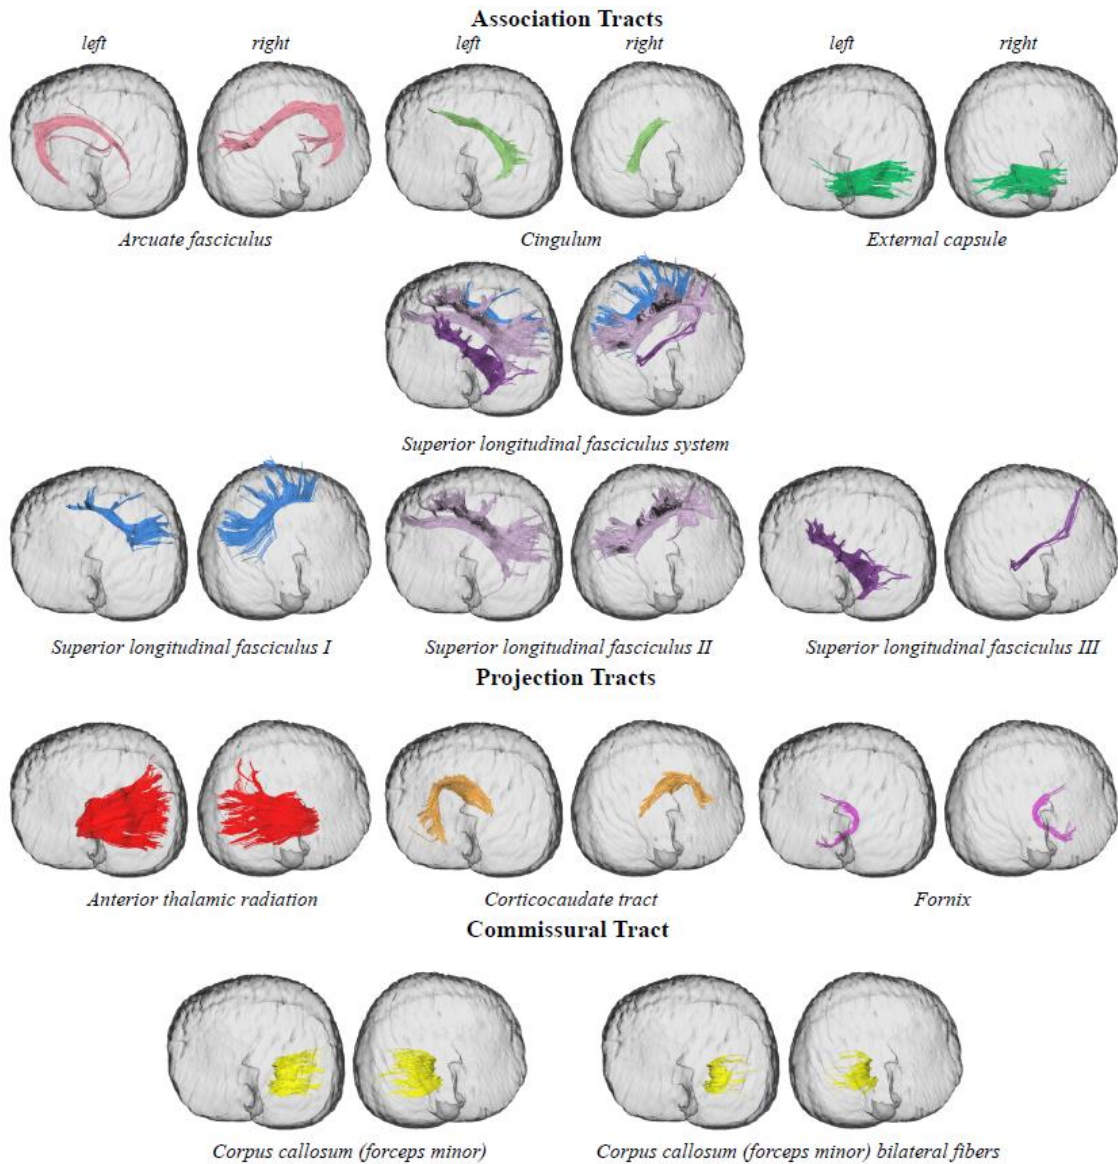 Association Tracts
left right left right left right
Arcuate fasciculus Cingulum External capsule
Superior longitudinal fasciculus system
Superior longitudinal fasciculus I Superior longitudinal fasciculus II Superior longitudinal fasciculus III
Projection Tracts
Anterior thalamic radiation Corticocaudate tract Fornix
Commissural Tract
Corpus callosum (forceps minor) Corpus callosum (forceps minor) bilateral fibers